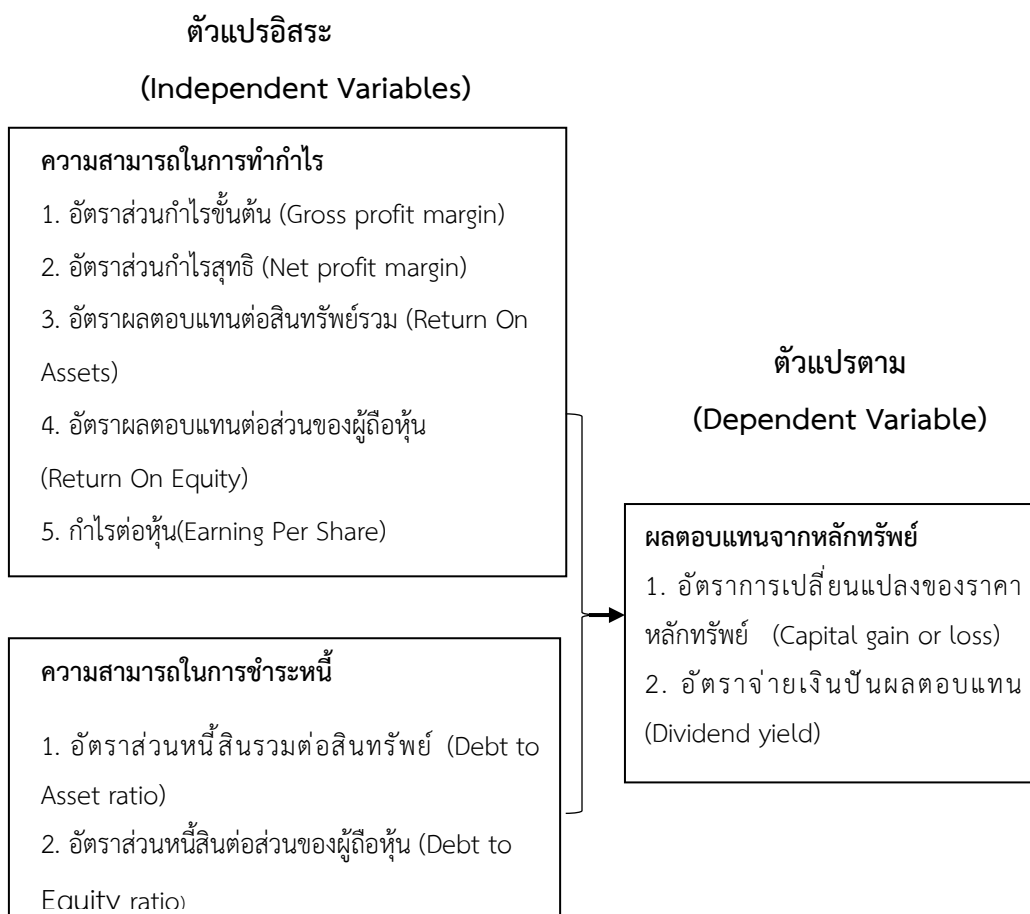 ตัวแปรอิสระ
(Independent Variables)
ความสามารถในการทำกำไร
1. อัตราส่วนกำไรขั้นต้น (Gross profit margin)
2. อัตราส่วนกำไรสุทธิ (Net profit margin)
3. อัตราผลตอบแทนต่อสินทรัพย์รวม (Return On
Assets)
4. อัตราผลตอบแทนต่อส่วนของผู้ถือหุ้น
(Return On Equity)
5. กำไรต่อหุ้น(Earning Per Share)
ความสามารถในการชำระหนี้
1. อัตราส่วนหนี้สินรวมต่อสินทรัพย์ (Debt to
Asset ratio)
2. อัตราส่วนหนี้สินต่อส่วนของผู้ถือหุ้น (Debt to
Equity ratio)
ตัวแปรตาม
(Dependent Variable)
ผลตอบแทนจากหลักทรัพย์
1. อัตราการเปลี่ยนแปลงของราคา
หลักทรัพย์ (Capital gain or loss)
2. อัตราจ่ายเงินปันผลตอบแทน
(Dividend yield)